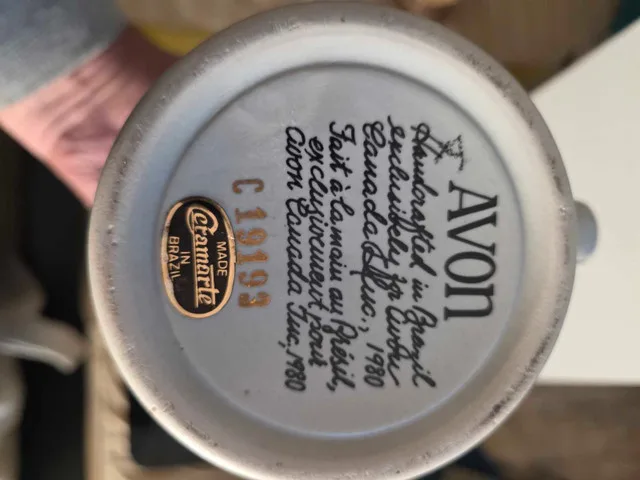 AVON
Handcrafted in Brazil
exclusively for Avon
Canada Inc., 1980
Fait à la main au Brésil,
exclusivement pour
Avon Canada Inc, 1980
C19193
MADE
Ceramarte
IN
BRAZIL